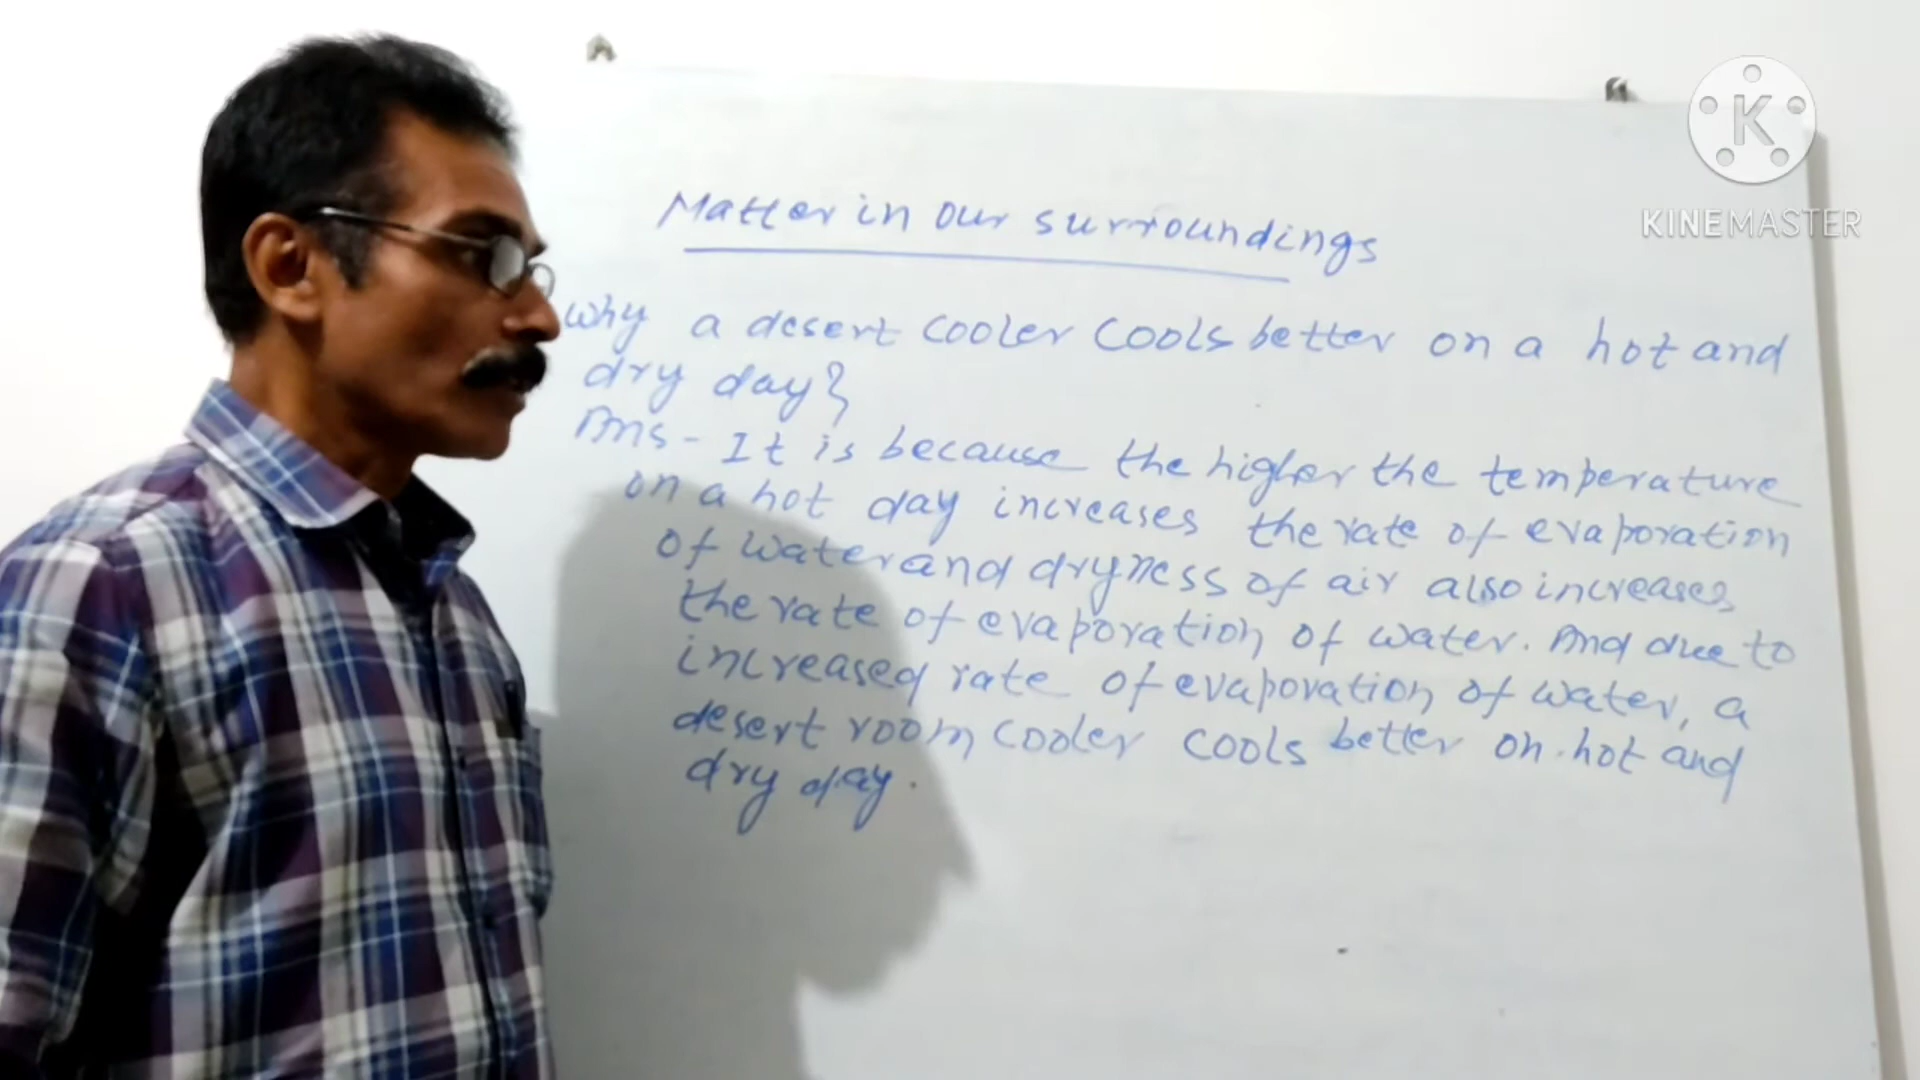 Matter in our surroundings
why a desert cooler cools better on a hot and
dry day?
Ans - It is because the higher the temperature
on a hot day increases the rate of evaporation
of water and dryness of air also increases
the rate of evaporation of water. And due to
increased rate of evaporation of water, a
desert room cooler cools better on hot and
dry day.
K
KINEMASTER